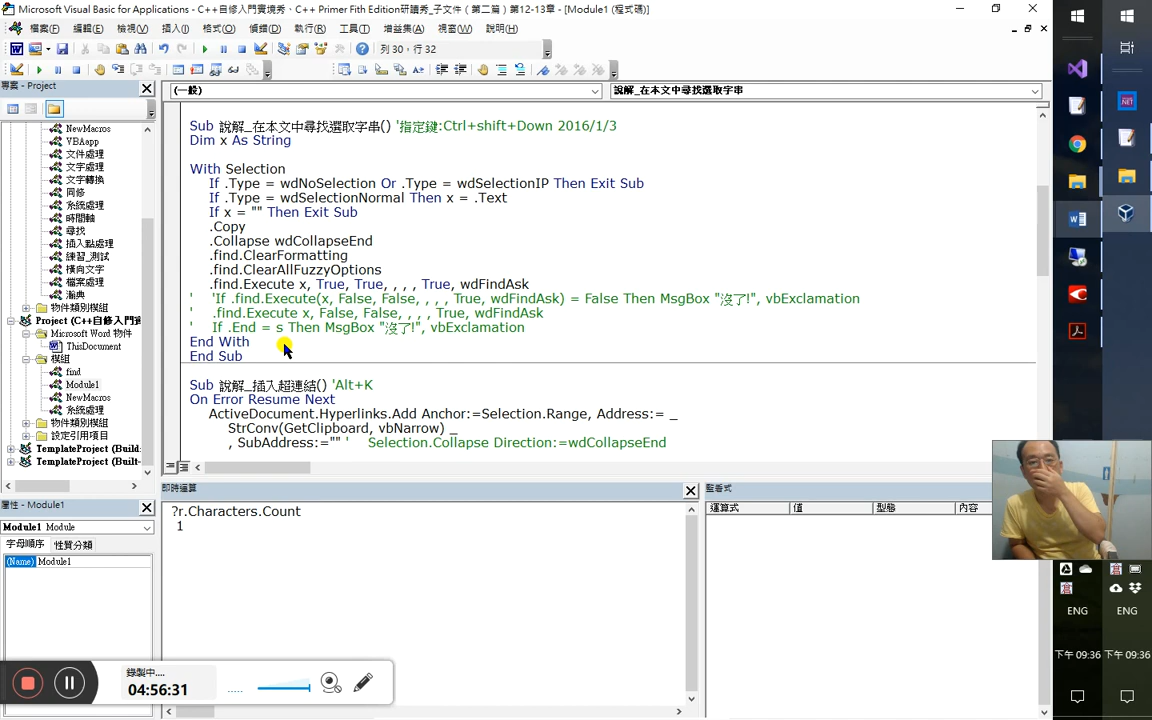 Microsoft Visual Basic for Applications - C++自修入門實境秀、C++ Primer Fith Edition研讀秀_子文件（第二篇）第12-13章 - [Module1 (程式碼)]
檔案(F) 編輯(E) 檢視(V) 插入(I) 格式(O) 偵錯(D) 執行(R) 工具(T) 增益集(A) 視窗(W) 說明(H)
列 30，行 32
專案 - Project
NewMacros
VBAapp
文件處理
文字處理
文字轉換
同修
系統處理
時間軸
尋找
插入點處理
練習_測試
橫向文字
檔案處理
瀚典
物件類別模組
Project (C++自修入門實
Microsoft Word 物件
ThisDocument
模組
find
Module1
NewMacros
系統處理
物件類別模組
設定引用項目
TemplateProject (Build:
TemplateProject (Built-
(一般)
說解_在本文中尋找選取字串
Sub 說解_在本文中尋找選取字串() '指定鍵:Ctrl+shift+Down 2016/1/3
Dim x As String
With Selection
If .Type = wdNoSelection Or .Type = wdSelectionIP Then Exit Sub
If .Type = wdSelectionNormal Then x = .Text
If x = "" Then Exit Sub
.Copy
.Collapse wdCollapseEnd
.find.ClearFormatting
.find.ClearAllFuzzyOptions
.find.Execute x, True, True, , , , True, wdFindAsk
' 'If .find.Execute(x, False, False, , , , True, wdFindAsk) = False Then MsgBox "沒了!", vbExclamation
' .find.Execute x, False, False, , , , True, wdFindAsk
' If .End = s Then MsgBox "沒了!", vbExclamation
End With
End Sub
Sub 說解_插入超連結() 'Alt+K
On Error Resume Next
ActiveDocument.Hyperlinks.Add Anchor:=Selection.Range, Address:= _
StrConv(GetClipboard, vbNarrow) _
, SubAddress:="" ' Selection.Collapse Direction:=wdCollapseEnd
屬性 - Module1
Module1 Module
字母順序 性質分類
(Name) Module1
即時運算
?r.Characters.Count
1
監看式
運算式 值 型態 內容
錄製中....
04:56:31
ENG ENG
下午 09:36 下午 09:36